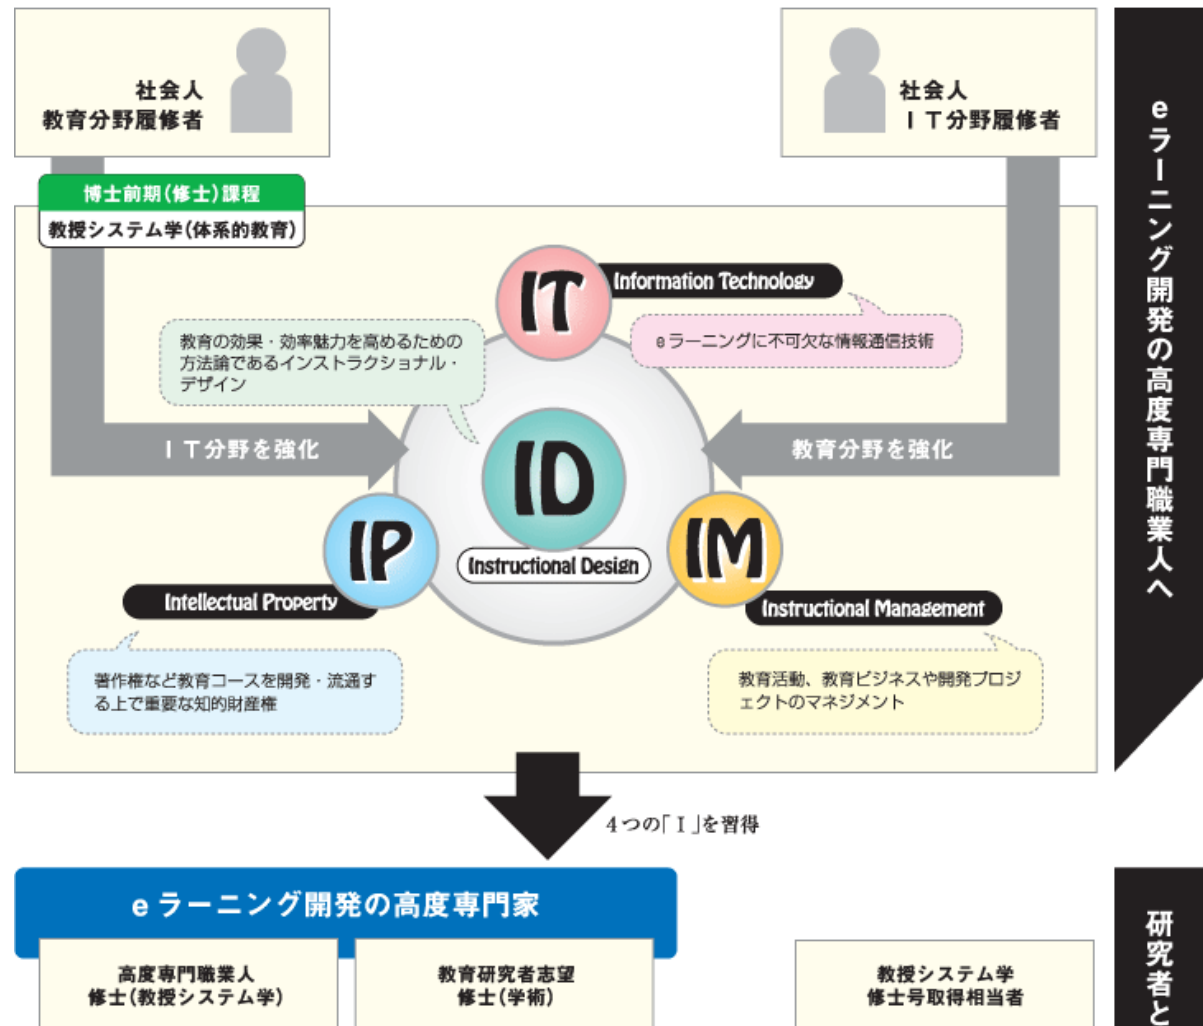 社会人
教育分野履修者
社会人
IT分野履修者
eラーニング開発の高度専門職業人へ
博士前期(修士)課程
教授システム学(体系的教育)
IT
Information Technology
eラーニングに不可欠な情報通信技術
教育の効果・効率魅力を高めるための
方法論であるインストラクショナル・
デザイン
IT分野を強化
教育分野を強化
ID
Instructional Design
IP
Intellectual Property
著作権など教育コースを開発・流通す
る上で重要な知的財産権
IM
Instructional Management
教育活動、教育ビジネスや開発プロジ
ェクトのマネジメント
4つの「I」を習得
eラーニング開発の高度専門家
高度専門職業人
修士(教授システム学)
教育研究者志望
修士(学術)
教授システム学
修士号取得相当者
研究者と